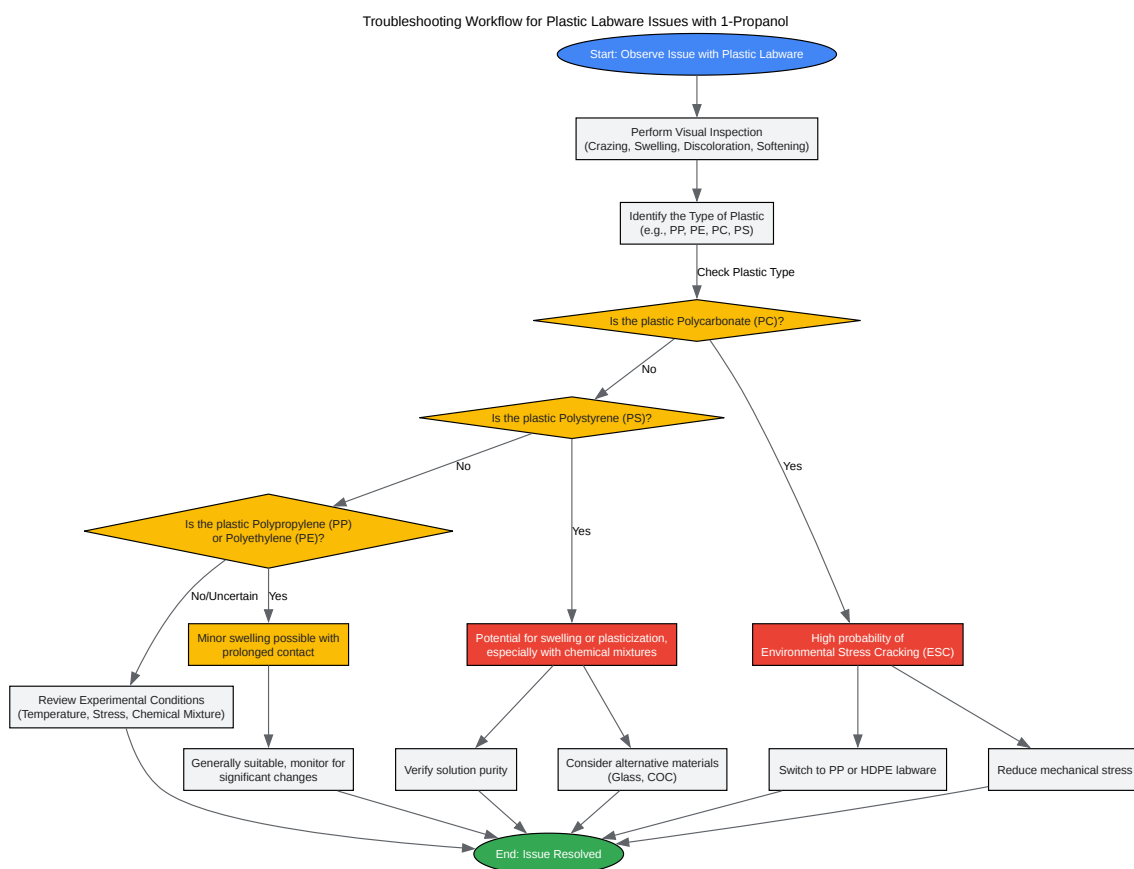 Troubleshooting Workflow for Plastic Labware Issues with 1-Propanol
Start: Observe Issue with Plastic Labware
Perform Visual Inspection
(Crazing, Swelling, Discoloration, Softening)
Identify the Type of Plastic
(e.g., PP, PE, PC, PS)
Check Plastic Type
Is the plastic Polycarbonate (PC)?
No
Is the plastic Polystyrene (PS)?
No
Yes
Is the plastic Polypropylene (PP)
or Polyethylene (PE)?
Yes
No/Uncertain
Yes
Minor swelling possible with
prolonged contact
Potential for swelling or plasticization,
especially with chemical mixtures
High probability of
Environmental Stress Cracking (ESC)
Review Experimental Conditions
(Temperature, Stress, Chemical Mixture)
Generally suitable, monitor for
significant changes
Verify solution purity
Consider alternative materials
(Glass, COC)
Switch to PP or HDPE labware
Reduce mechanical stress
End: Issue Resolved